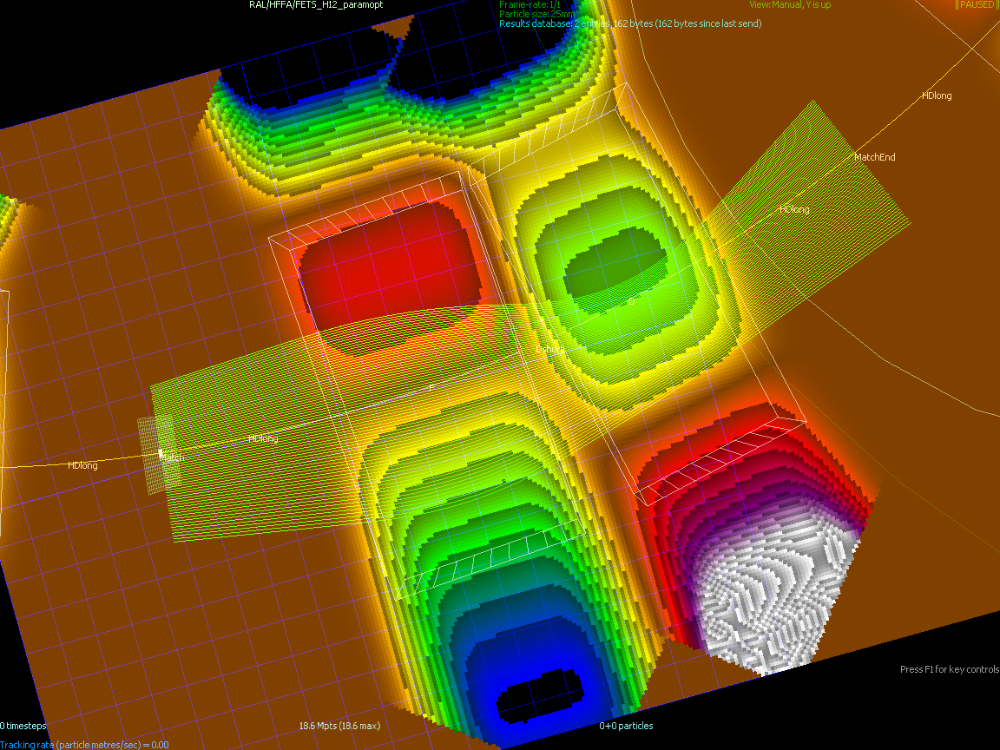 RAL/HFFA/FETS_H12_paramopt
Frame-rate: 1/1
Particle size: 25mm
Results database: 2 entries, 162 bytes (162 bytes since last send)
View: Manual, Y is up
||PAUSED||
HDlong
MatchEnd
HDlong
Dshort
F
HDlong
Match
HDlong
Press F1 for key controls
0 timesteps
18.6 Mpts (18.6 max)
0+0 particles
Tracking rate (particle metres/sec) = 0.00